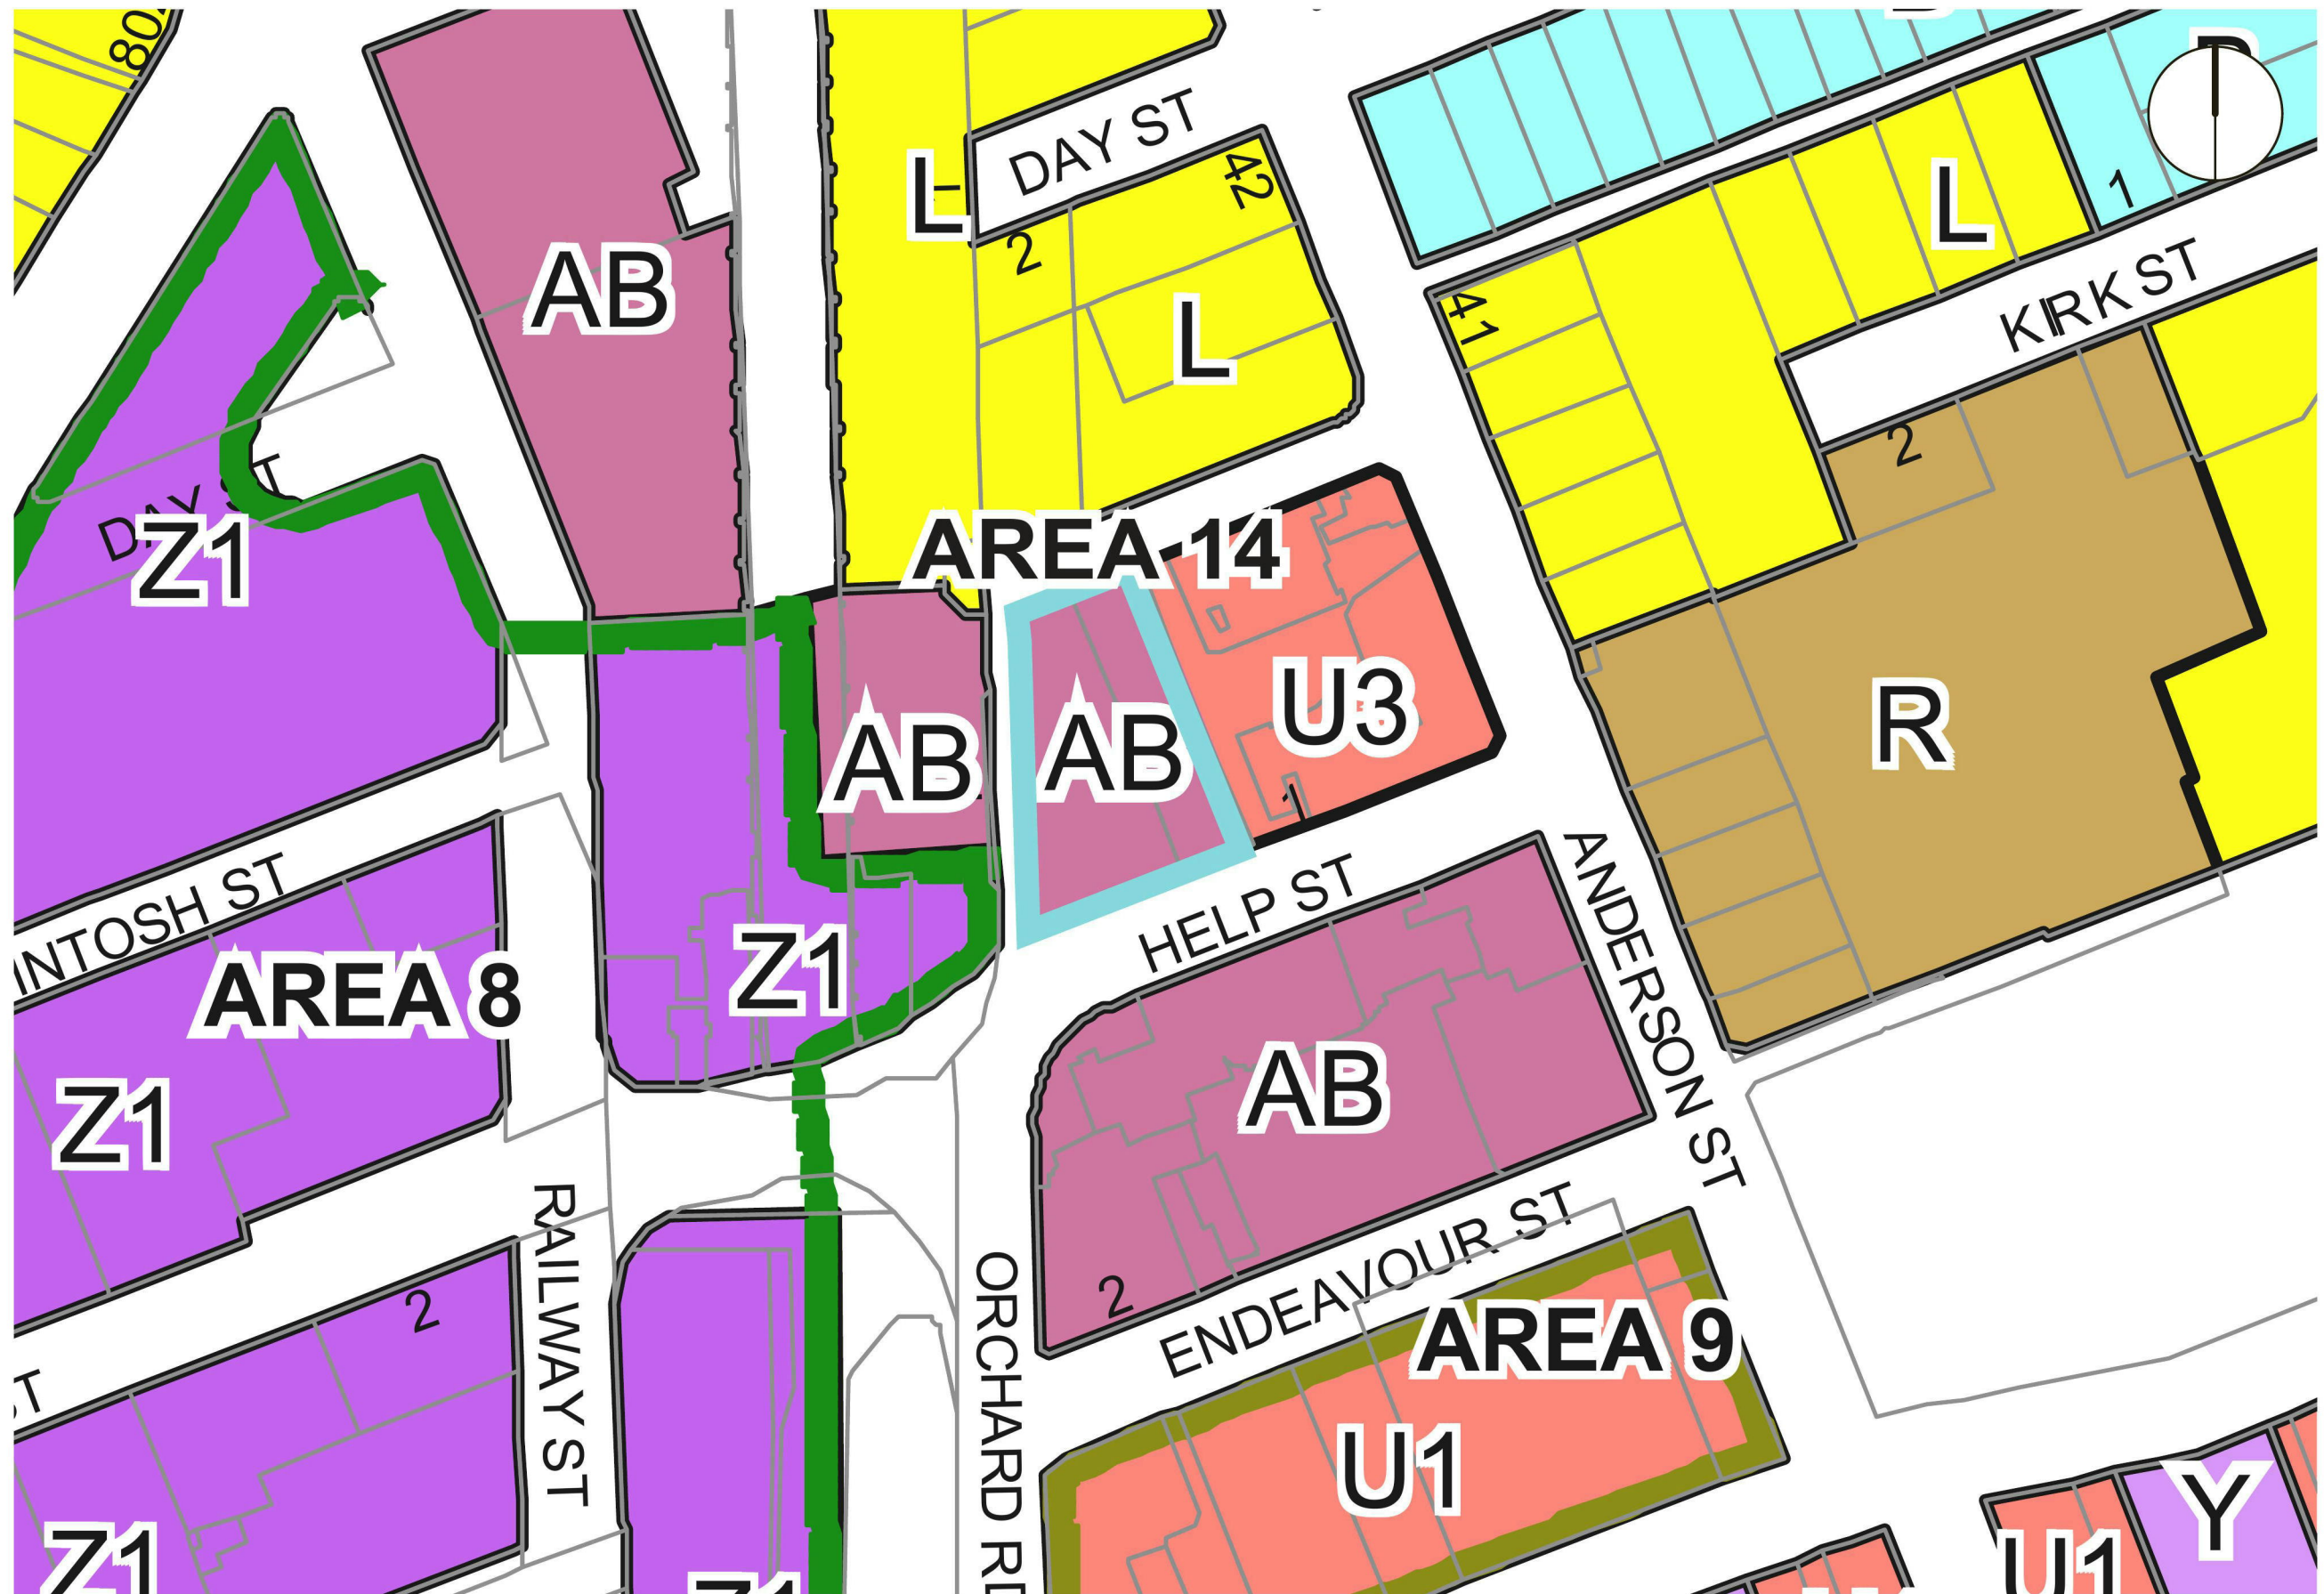 80
DAY ST
42
L
L
1
AB
2
L
41
KIRK ST
L
2
Z1
AREA 14
AB
AB
U3
1
R
INTOSH ST
AREA 8
Z1
HELP ST
ANDERSON ST
AB
Z1
RAILWAY ST
2
ORCHARD RD
2
ENDEAVOUR ST
AREA 9
U1
ST
Z1
Z1
U1
Y